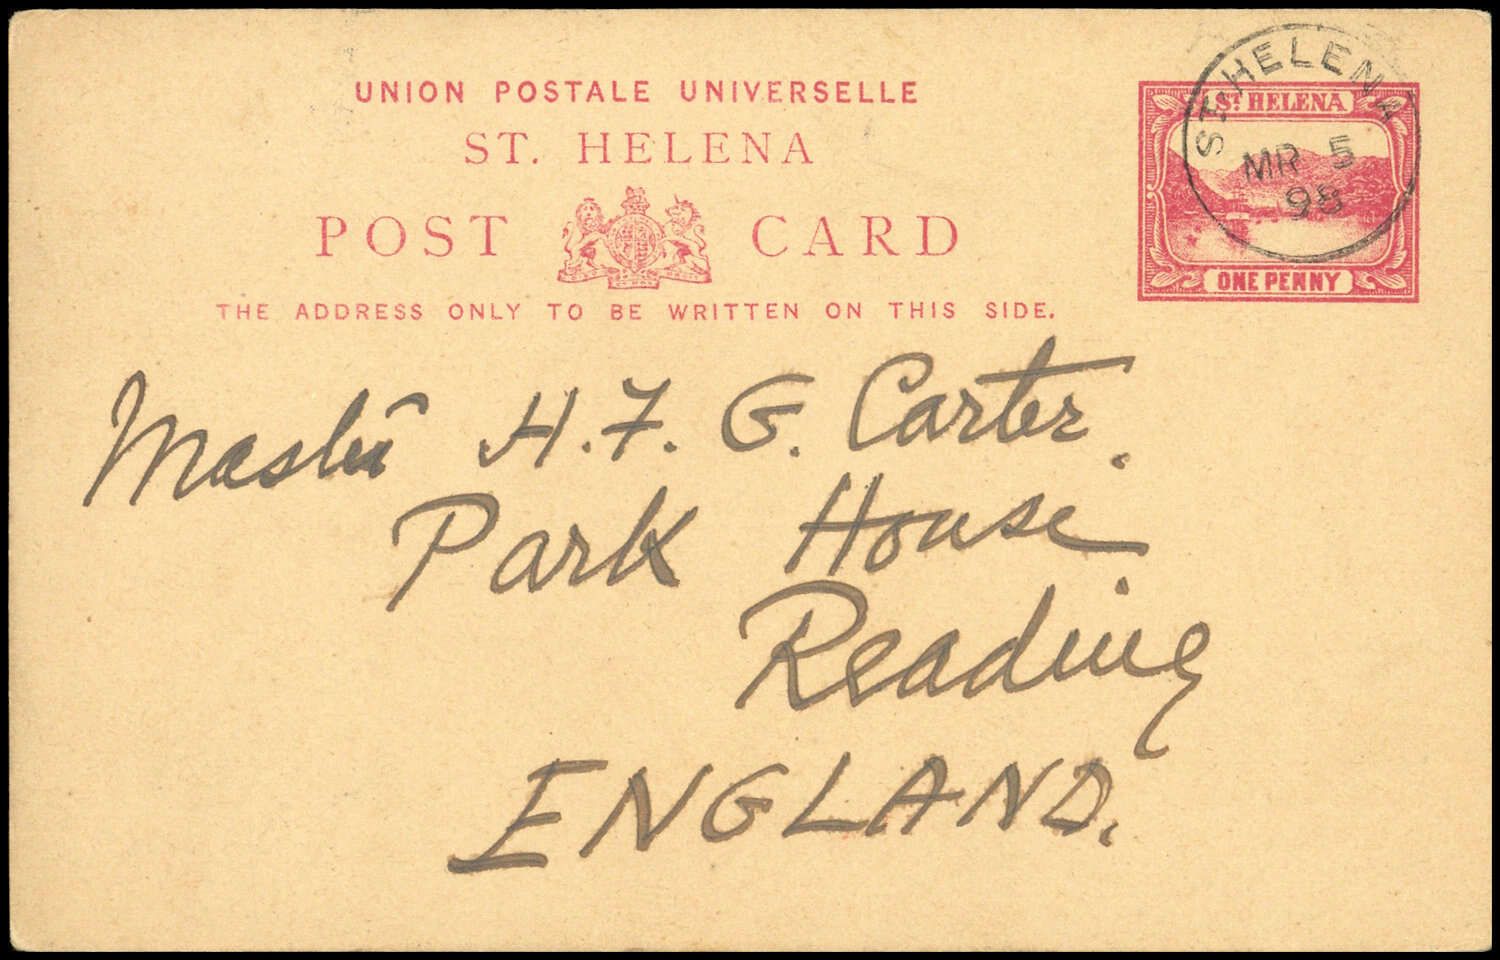 UNION POSTALE UNIVERSELLE
ST. HELENA
POST CARD
THE ADDRESS ONLY TO BE WRITTEN ON THIS SIDE.
ST. HELENA
ONE PENNY
ST. HELENA
MR 5
98
Master H. F. G. Carter.
Park House
Reading
ENGLAND.